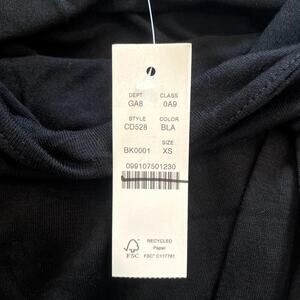 DEPT CLASS
GA8 0A9
STYLE COLOR
CD528 BLA
SIZE
BK0001 XS
099107501230
RECYCLED
Paper
FSC FSC® C117781